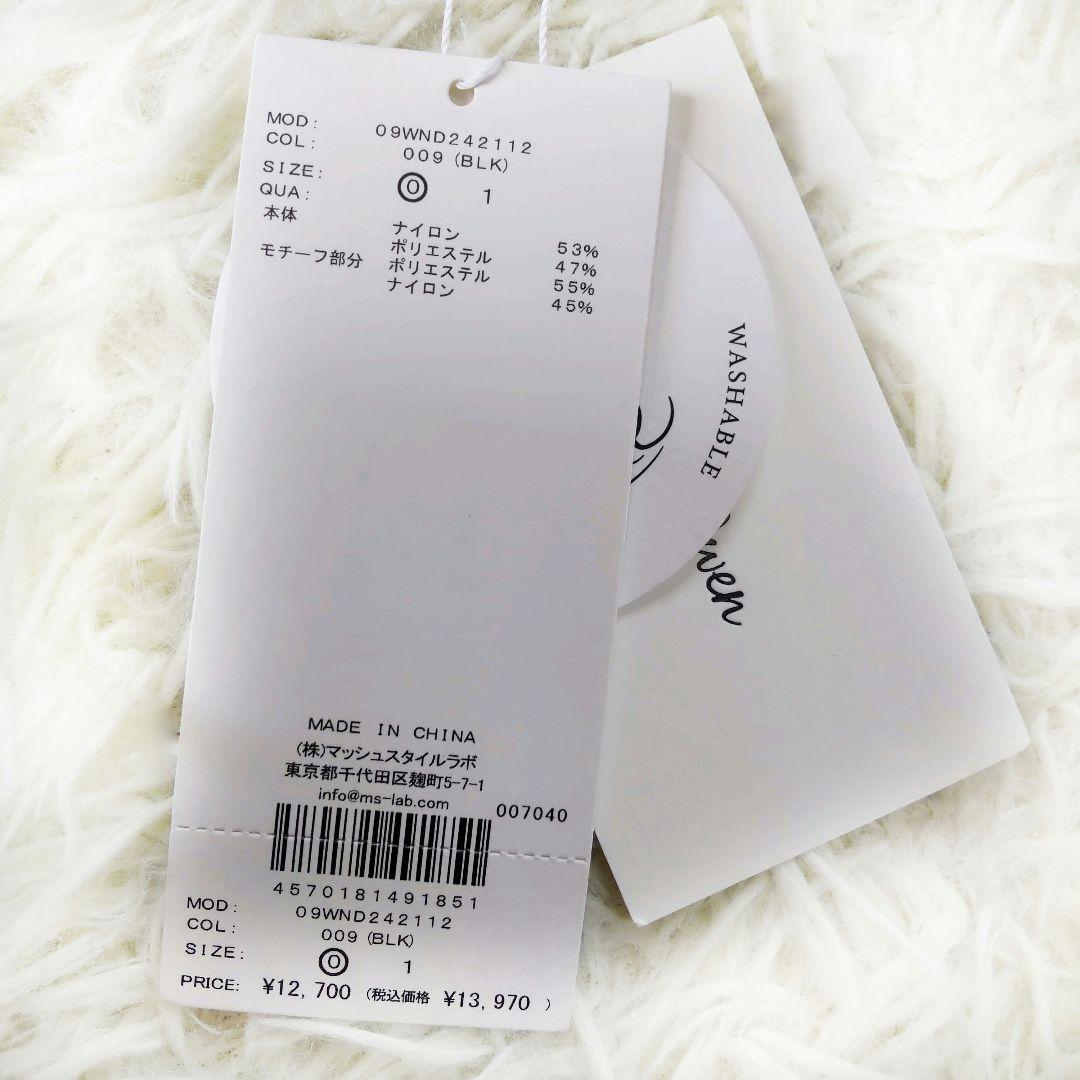 MOD: 09WND242112
COL: 009 (BLK)
SIZE: 0 1
QUA:
本体 ナイロン 53%
ポリエステル 47%
モチーフ部分 ポリエステル 55%
ナイロン 45%
MADE IN CHINA
(株)マッシュスタイルラボ
東京都千代田区麹町5-7-1
info@ms-lab.com
007040
4570181491851
MOD: 09WND242112
COL: 009 (BLK)
SIZE: 0 1
PRICE: ¥12,700 (税込価格 ¥13,970 )
WASHABLE